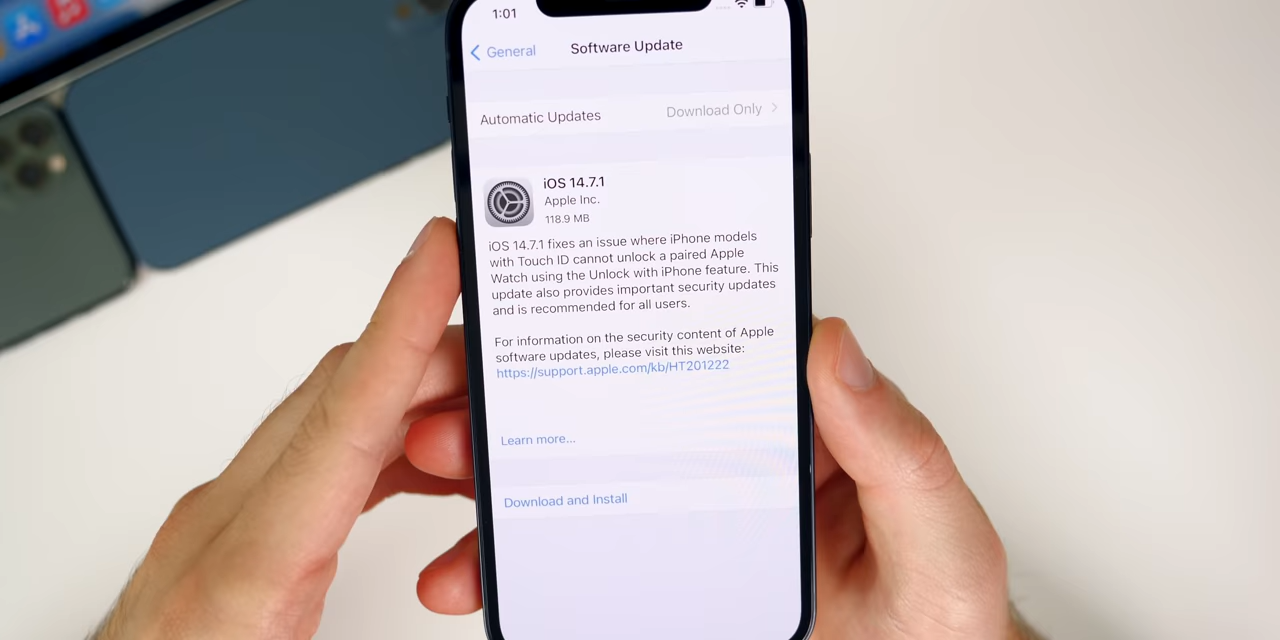 1:01
General
Software Update
Automatic Updates
Download Only
iOS 14.7.1
Apple Inc.
118.9 MB
iOS 14.7.1 fixes an issue where iPhone models
with Touch ID cannot unlock a paired Apple
Watch using the Unlock with iPhone feature. This
update also provides important security updates
and is recommended for all users.
For information on the security content of Apple
software updates, please visit this website:
https://support.apple.com/kb/HT201222
Learn more...
Download and Install